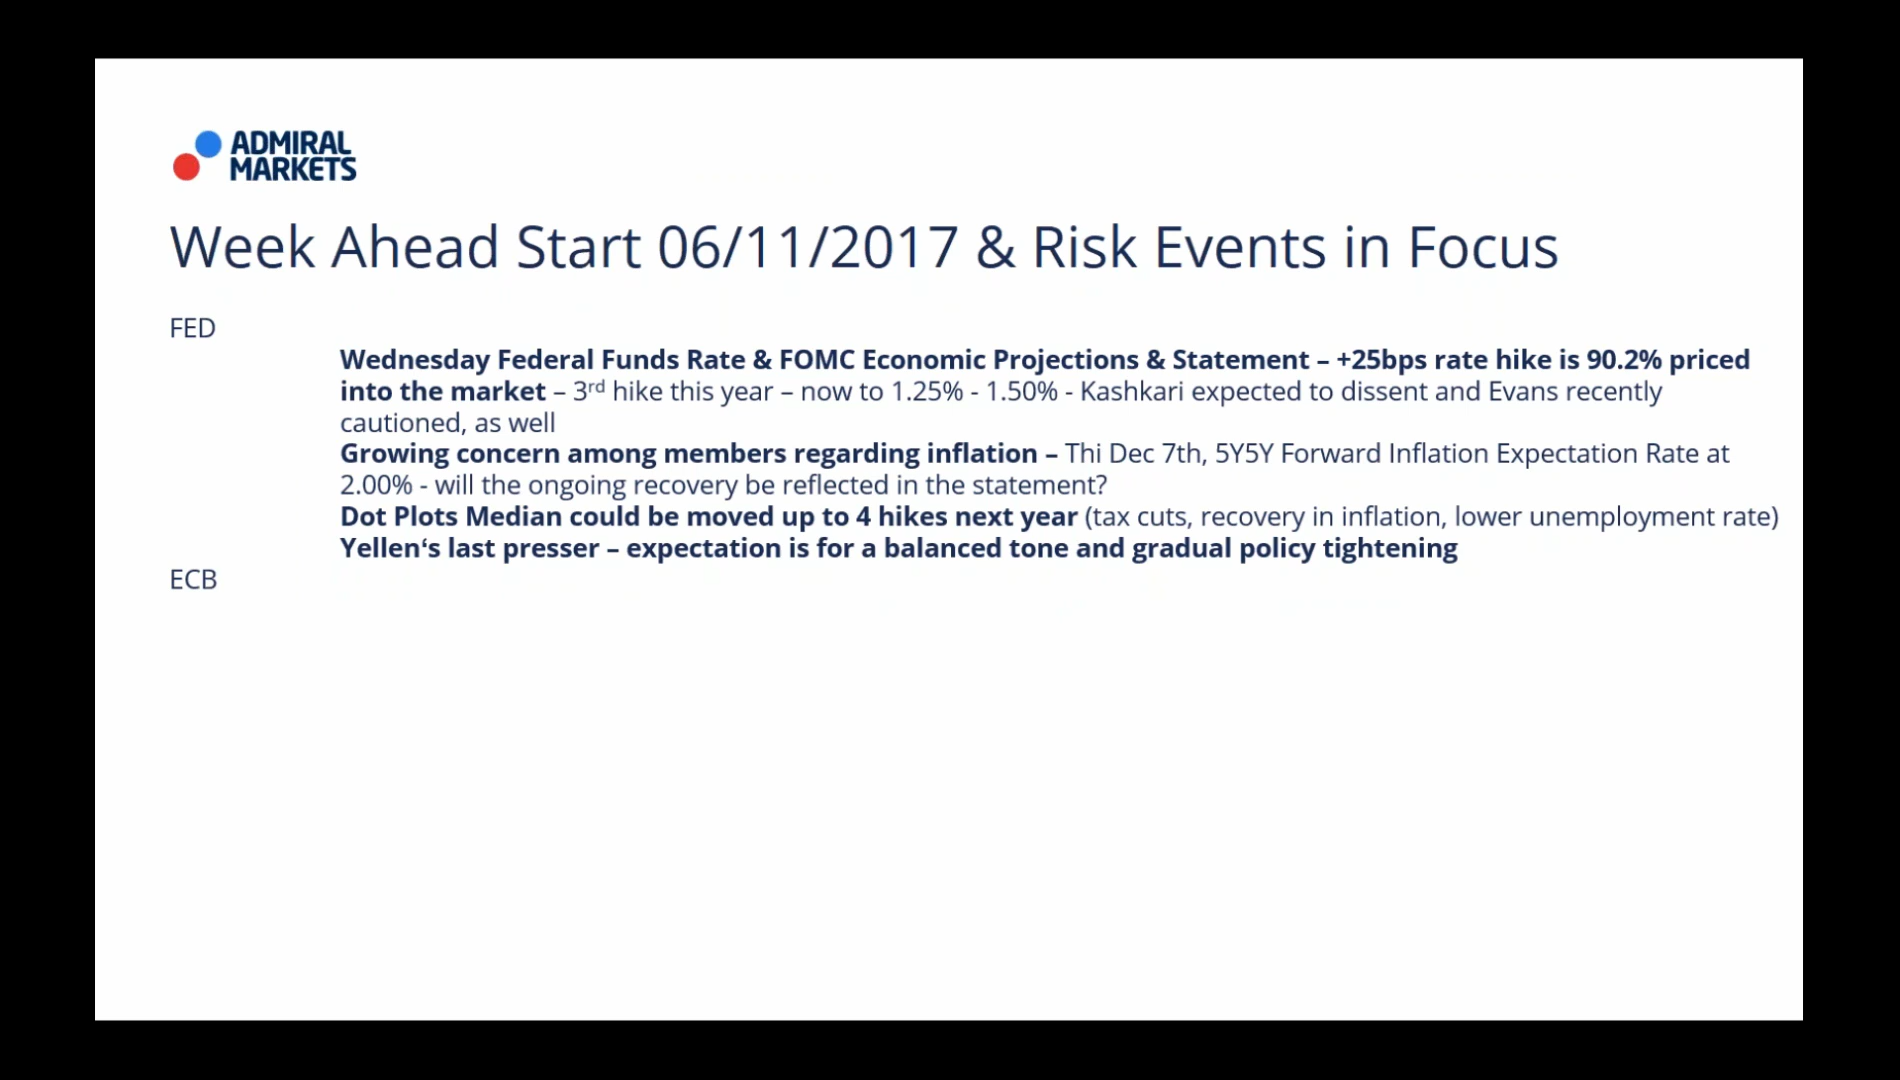 ADMIRAL
MARKETS
Week Ahead Start 06/11/2017 & Risk Events in Focus
FED
Wednesday Federal Funds Rate & FOMC Economic Projections & Statement – +25bps rate hike is 90.2% priced
into the market – 3rd hike this year – now to 1.25% - 1.50% - Kashkari expected to dissent and Evans recently
cautioned, as well
Growing concern among members regarding inflation – Thi Dec 7th, 5Y5Y Forward Inflation Expectation Rate at
2.00% - will the ongoing recovery be reflected in the statement?
Dot Plots Median could be moved up to 4 hikes next year (tax cuts, recovery in inflation, lower unemployment rate)
Yellen‘s last presser – expectation is for a balanced tone and gradual policy tightening
ECB